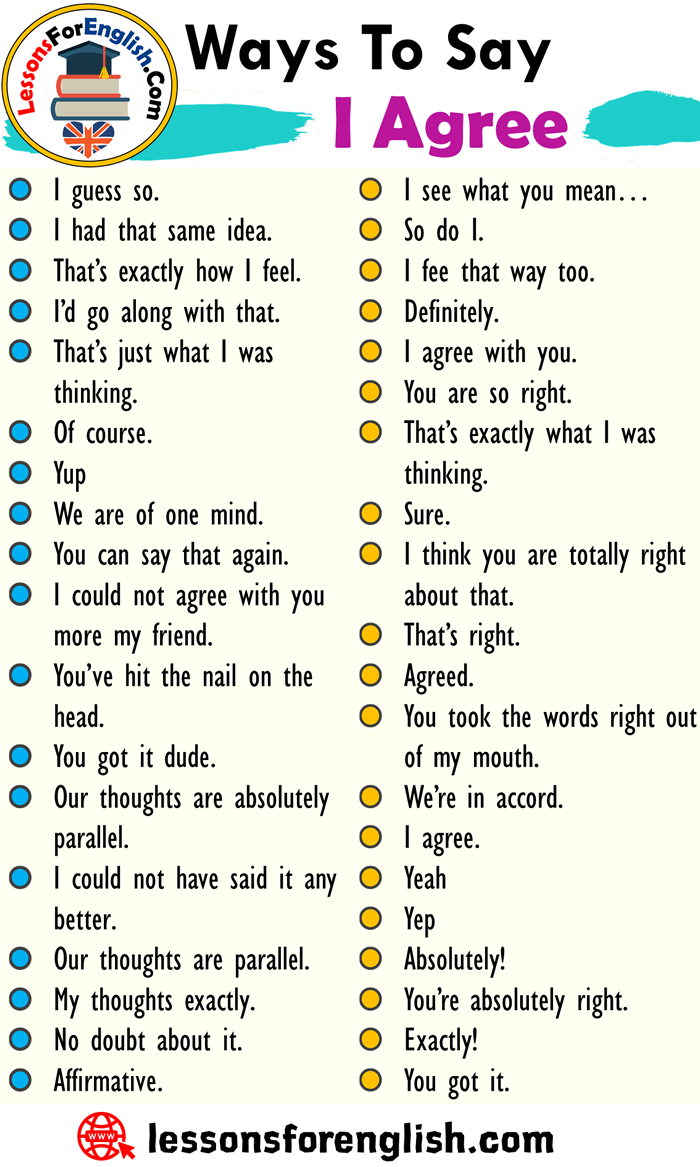 LessonsForEnglish.Com
Ways To Say
I Agree
I guess so.
I had that same idea.
That's exactly how I feel.
I'd go along with that.
That's just what I was
thinking.
Of course.
Yup
We are of one mind.
You can say that again.
I could not agree with you
more my friend.
You've hit the nail on the
head.
You got it dude.
Our thoughts are absolutely
parallel.
I could not have said it any
better.
Our thoughts are parallel.
My thoughts exactly.
No doubt about it.
Affirmative.
I see what you mean...
So do I.
I fee that way too.
Definitely.
I agree with you.
You are so right.
That's exactly what I was
thinking.
Sure.
I think you are totally right
about that.
That's right.
Agreed.
You took the words right out
of my mouth.
We're in accord.
I agree.
Yeah
Yep
Absolutely!
You're absolutely right.
Exactly!
You got it.
WWW
lessonsforenglish.com